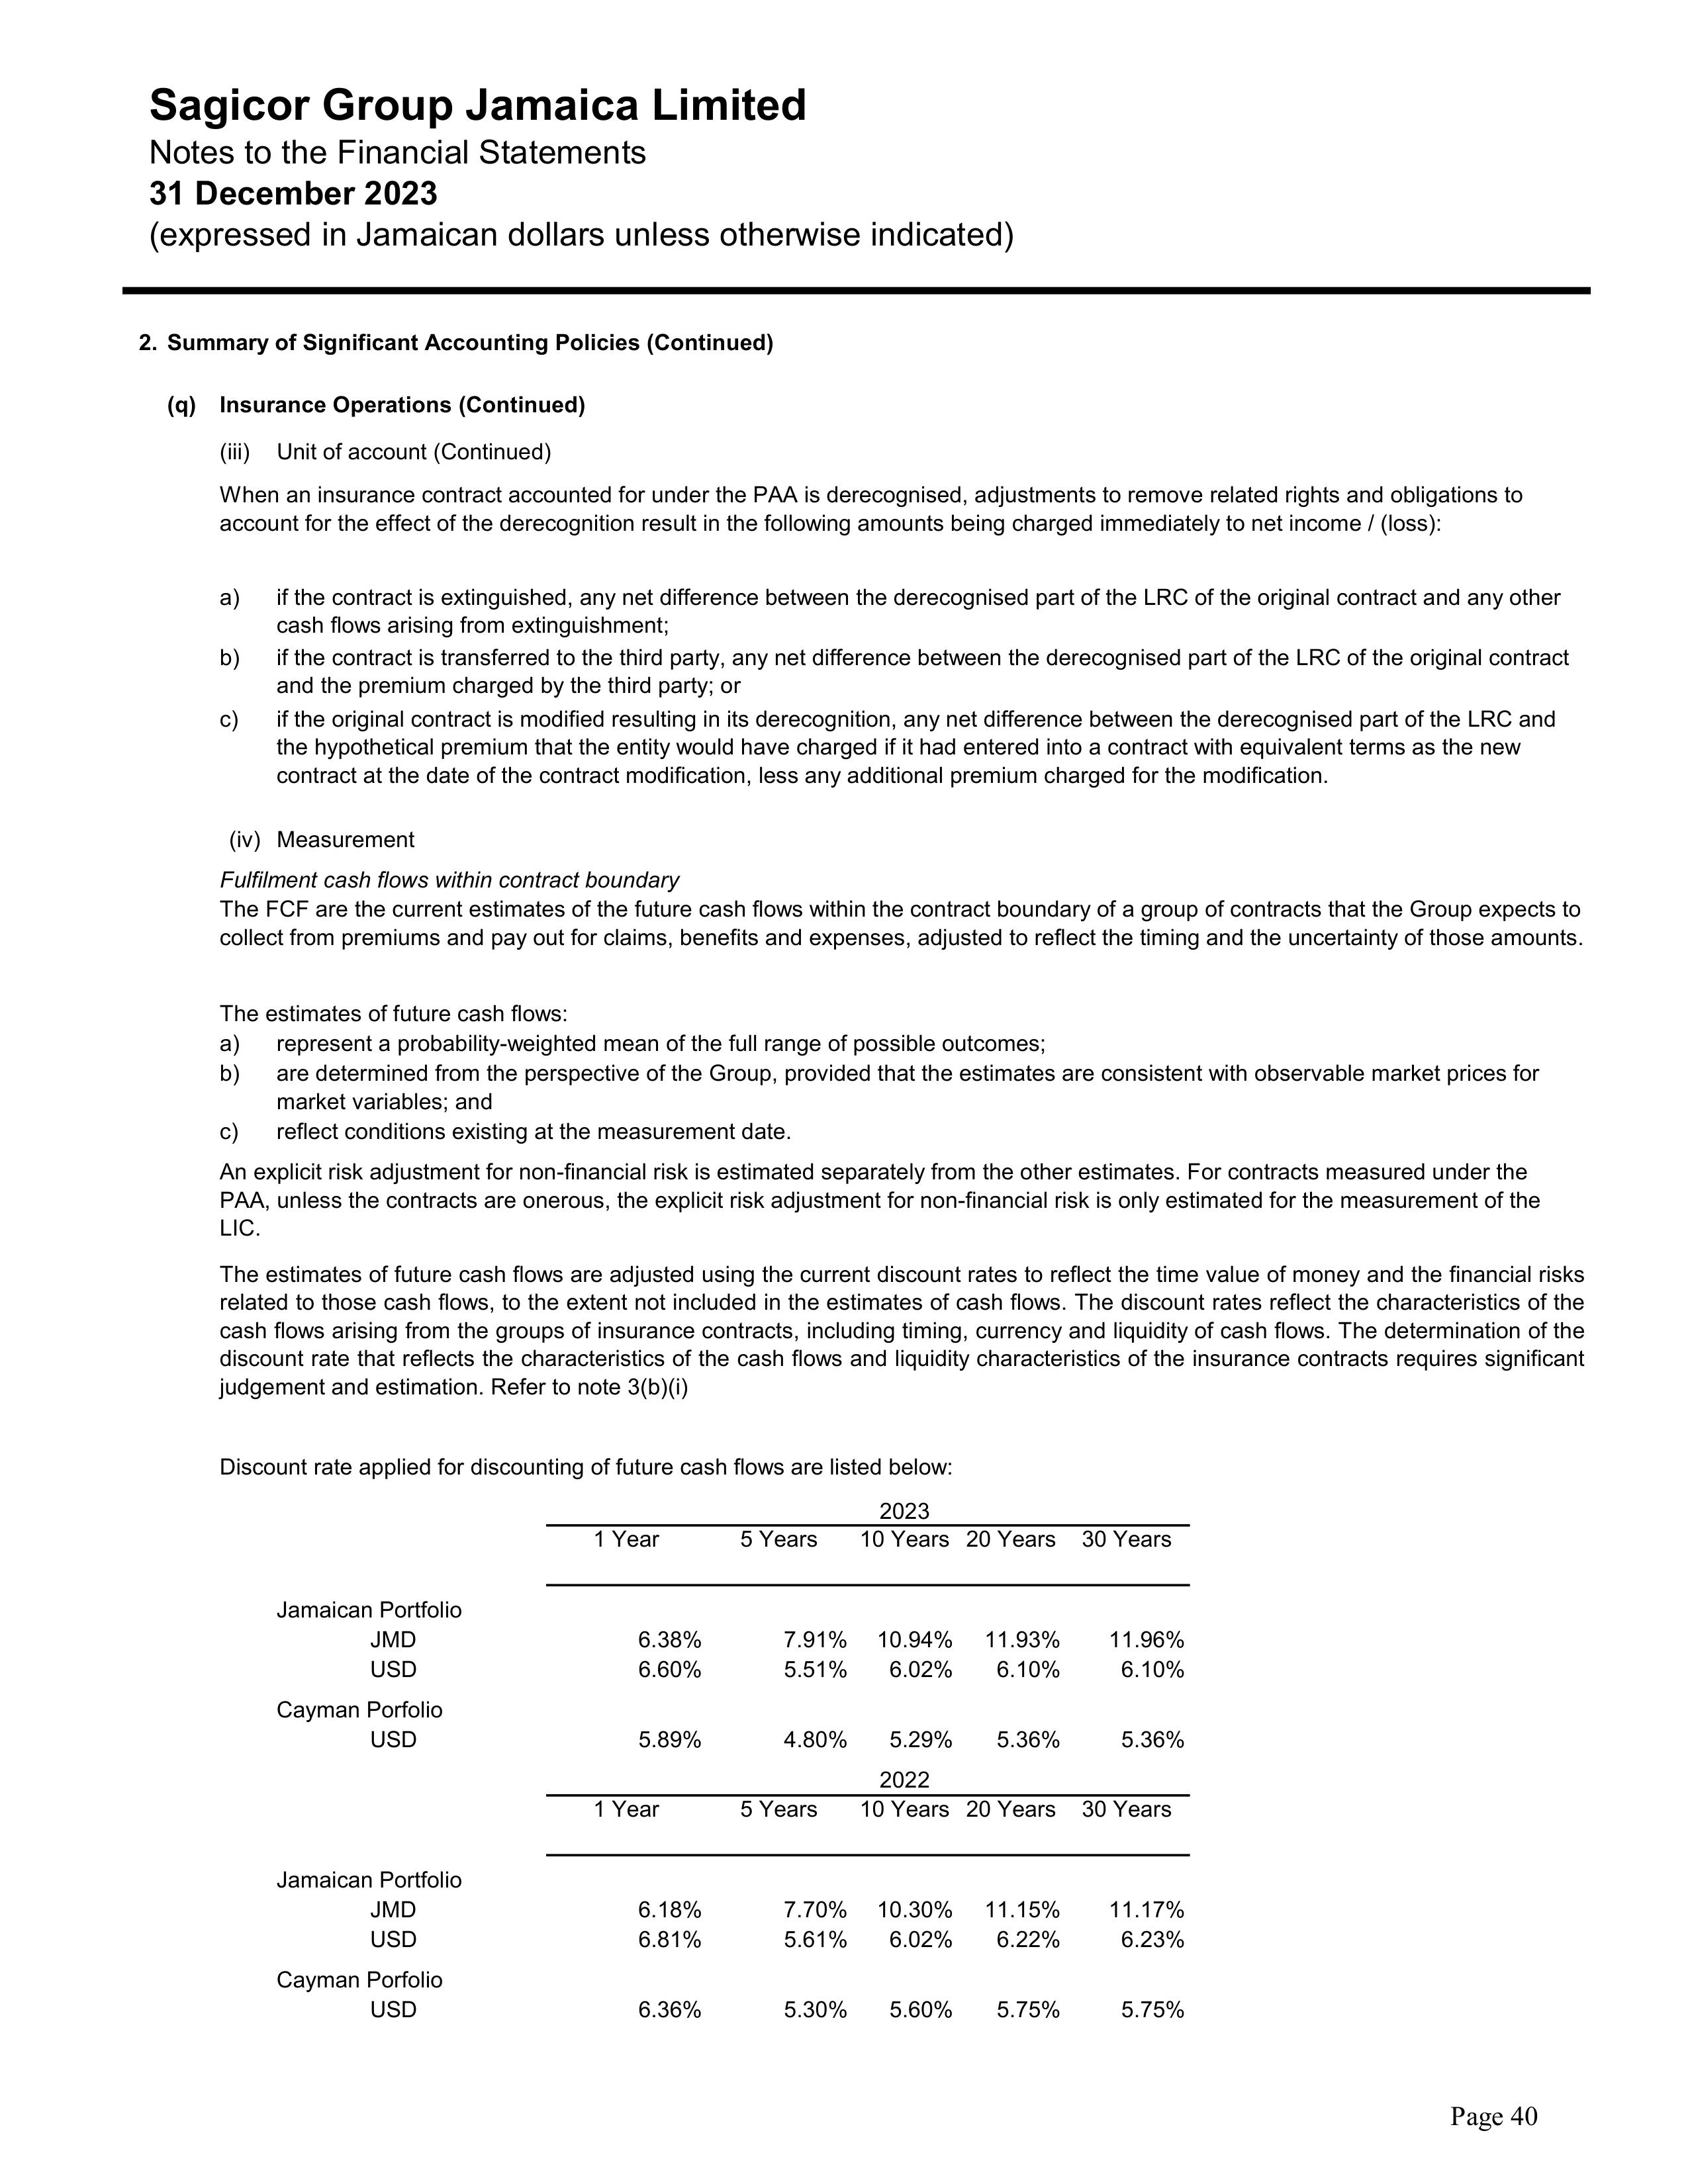 Sagicor Group Jamaica Limited
Notes to the Financial Statements
31 December 2023
(expressed in Jamaican dollars unless otherwise indicated)
2. Summary of Significant Accounting Policies (Continued)
(q) Insurance Operations (Continued)
(iii) Unit of account (Continued)
When an insurance contract accounted for under the PAA is derecognised, adjustments to remove related rights and obligations to
account for the effect of the derecognition result in the following amounts being charged immediately to net income / (loss):
a) if the contract is extinguished, any net difference between the derecognised part of the LRC of the original contract and any other
cash flows arising from extinguishment;
b) if the contract is transferred to the third party, any net difference between the derecognised part of the LRC of the original contract
and the premium charged by the third party; or
c) if the original contract is modified resulting in its derecognition, any net difference between the derecognised part of the LRC and
the hypothetical premium that the entity would have charged if it had entered into a contract with equivalent terms as the new
contract at the date of the contract modification, less any additional premium charged for the modification.
(iv) Measurement
Fulfilment cash flows within contract boundary
The FCF are the current estimates of the future cash flows within the contract boundary of a group of contracts that the Group expects to
collect from premiums and pay out for claims, benefits and expenses, adjusted to reflect the timing and the uncertainty of those amounts.
The estimates of future cash flows:
a) represent a probability-weighted mean of the full range of possible outcomes;
b) are determined from the perspective of the Group, provided that the estimates are consistent with observable market prices for
market variables; and
c) reflect conditions existing at the measurement date.
An explicit risk adjustment for non-financial risk is estimated separately from the other estimates. For contracts measured under the
PAA, unless the contracts are onerous, the explicit risk adjustment for non-financial risk is only estimated for the measurement of the
LIC.
The estimates of future cash flows are adjusted using the current discount rates to reflect the time value of money and the financial risks
related to those cash flows, to the extent not included in the estimates of cash flows. The discount rates reflect the characteristics of the
cash flows arising from the groups of insurance contracts, including timing, currency and liquidity of cash flows. The determination of the
discount rate that reflects the characteristics of the cash flows and liquidity characteristics of the insurance contracts requires significant
judgement and estimation. Refer to note 3(b)(i)
Discount rate applied for discounting of future cash flows are listed below:
2023
1 Year 5 Years 10 Years 20 Years 30 Years
Jamaican Portfolio
JMD 6.38% 7.91% 10.94% 11.93% 11.96%
USD 6.60% 5.51% 6.02% 6.10% 6.10%
Cayman Porfolio
USD 5.89% 4.80% 5.29% 5.36% 5.36%
2022
1 Year 5 Years 10 Years 20 Years 30 Years
Jamaican Portfolio
JMD 6.18% 7.70% 10.30% 11.15% 11.17%
USD 6.81% 5.61% 6.02% 6.22% 6.23%
Cayman Porfolio
USD 6.36% 5.30% 5.60% 5.75% 5.75%
Page 40